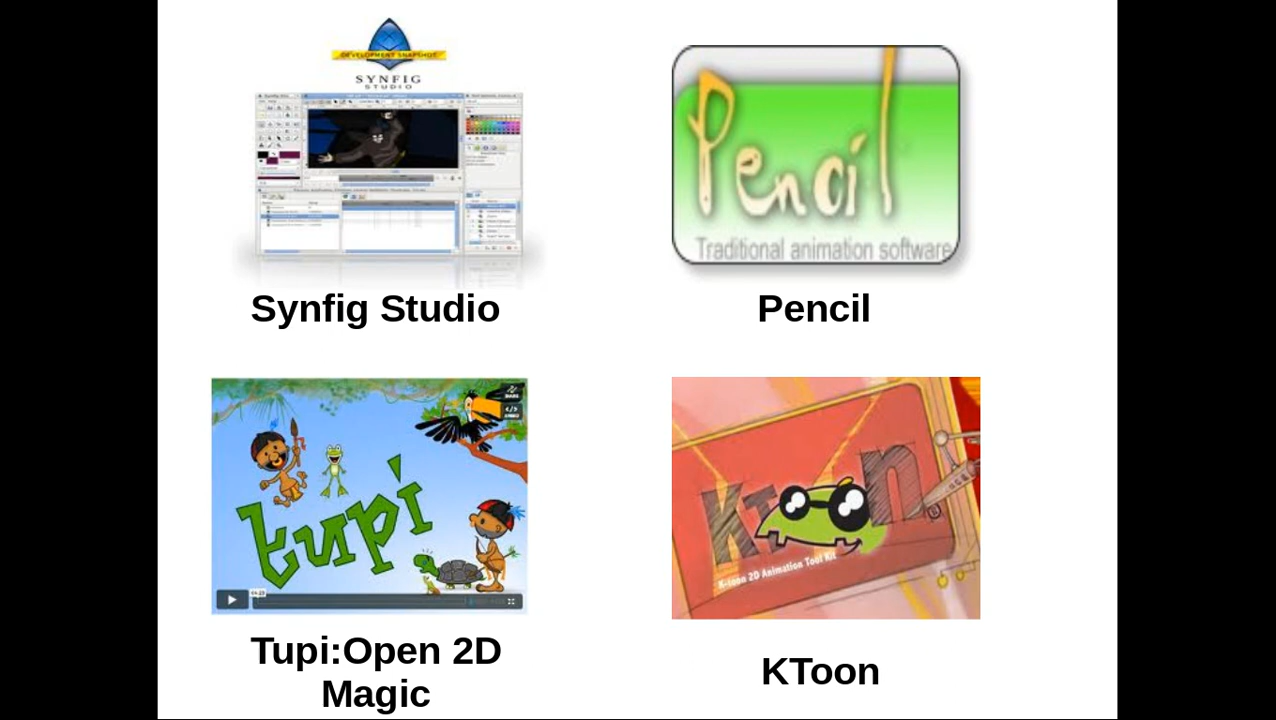 DEVELOPMENT SNAPSHOT
SYNFIG
STUDIO
Pencil
Traditional animation software
Synfig Studio
Pencil
tupi
KToon
K-toon 2D Animation Tool Kit
Tupi:Open 2D
Magic
KToon